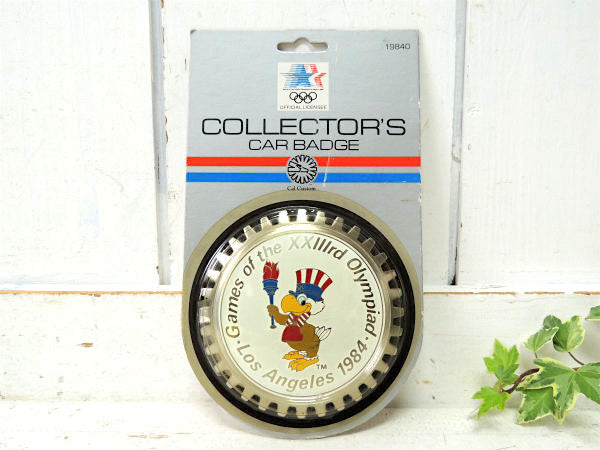 19840
OFFICIAL LICENSEE
COLLECTOR'S
CAR BADGE
Cal Custom
Games of the XXIIIrd Olympiad
· Los Angeles 1984 ·
TM